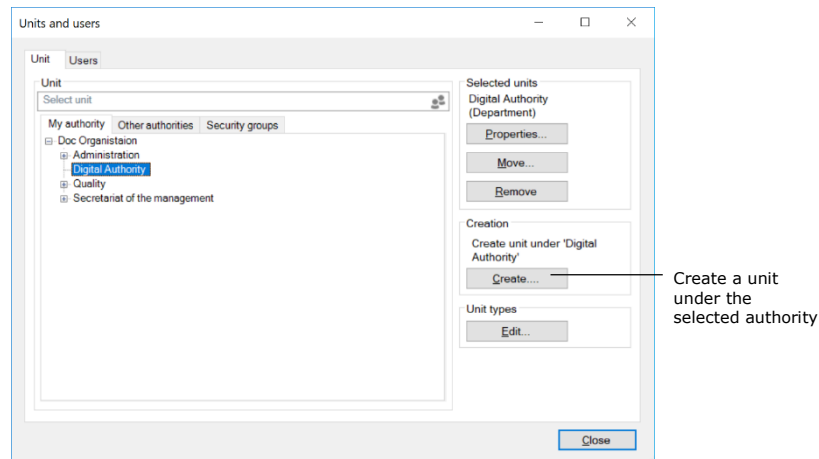 Units and users
Unit Users
Unit
Select unit
My authority Other authorities Security groups
Doc Organistaion
Administration
Digital Authority
Quality
Secretariat of the management
Selected units
Digital Authority
(Department)
Properties...
Move...
Remove
Creation
Create unit under 'Digital
Authority'
Create....
Unit types
Edit...
Create a unit
under the
selected authority
Close